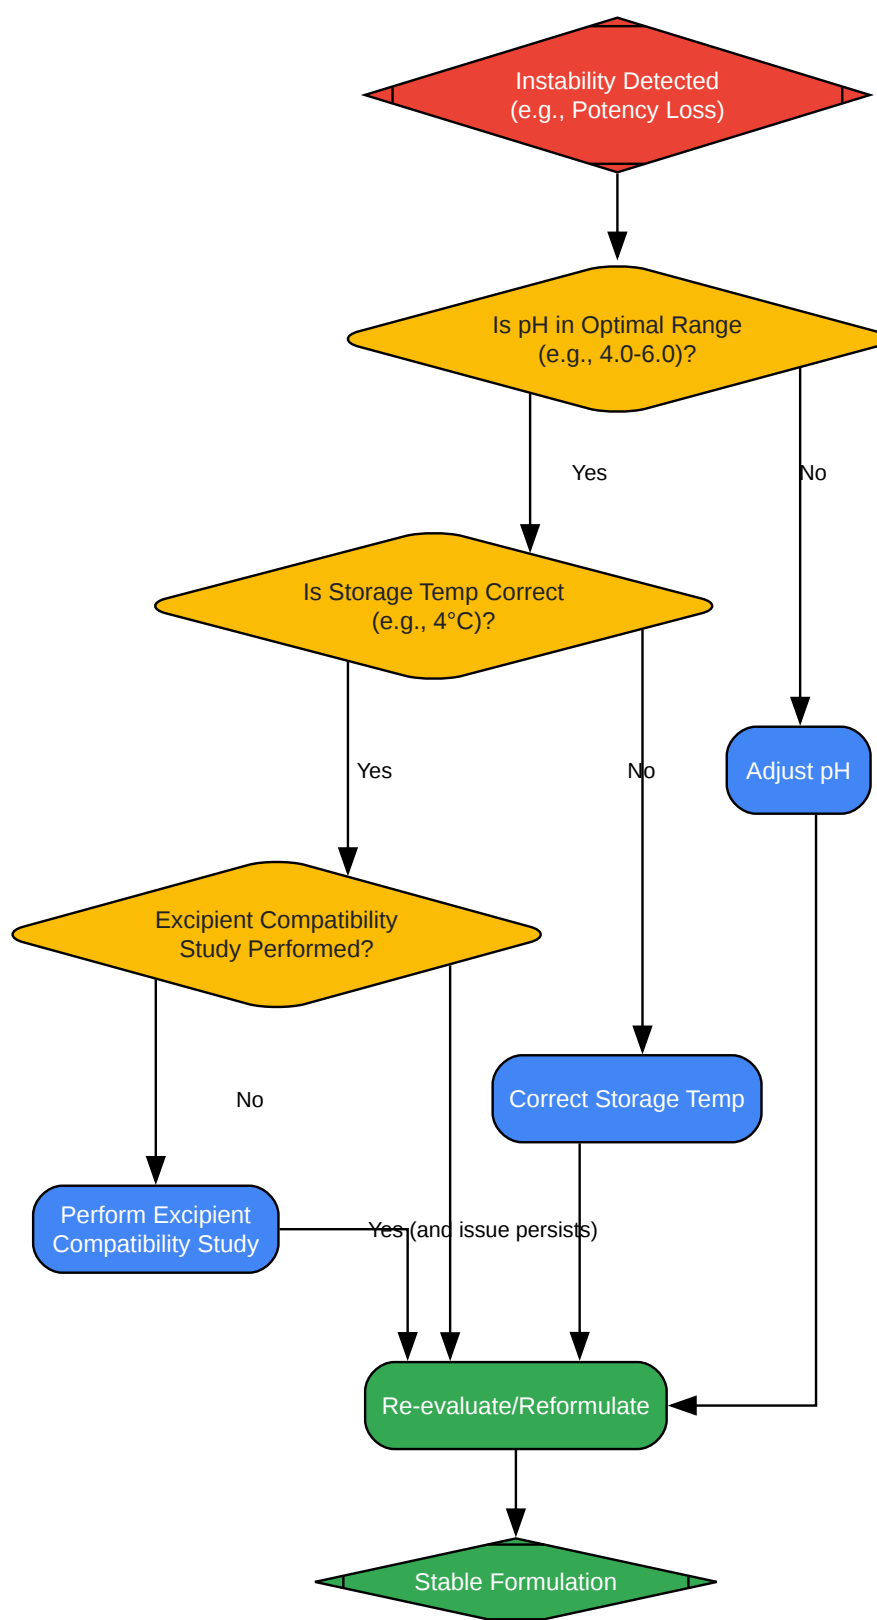 Instability Detected
(e.g., Potency Loss)
Is pH in Optimal Range
(e.g., 4.0-6.0)?
Yes
No
Is Storage Temp Correct
(e.g., 4°C)?
Yes
No
Adjust pH
Excipient Compatibility
Study Performed?
No
Correct Storage Temp
Perform Excipient
Compatibility Study
Yes (and issue persists)
Re-evaluate/Reformulate
Stable Formulation